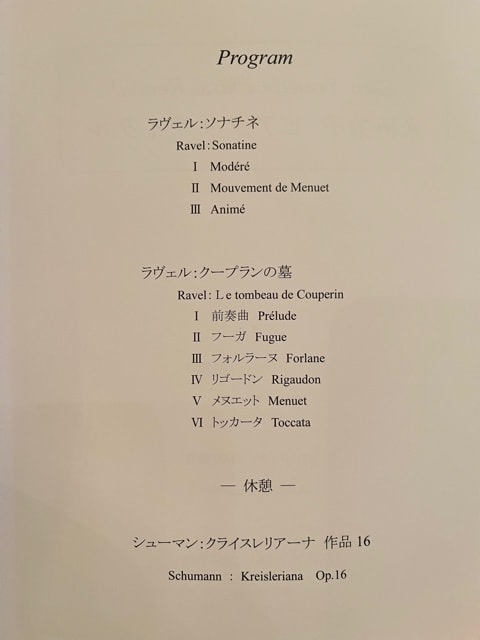 Program
ラヴェル:ソナチネ
Ravel:Sonatine
Ⅰ Modéré
Ⅱ Mouvement de Menuet
Ⅲ Animé
ラヴェル:クープランの墓
Ravel: Ｌe tombeau de Couperin
Ⅰ 前奏曲 Prélude
Ⅱ フーガ Fugue
Ⅲ フォルラーヌ Forlane
Ⅳ リゴードン Rigaudon
Ⅴ メヌエット Menuet
Ⅵ トッカータ Toccata
― 休憩 ―
シューマン:クライスレリアーナ 作品16
Schumann : Kreisleriana Op.16